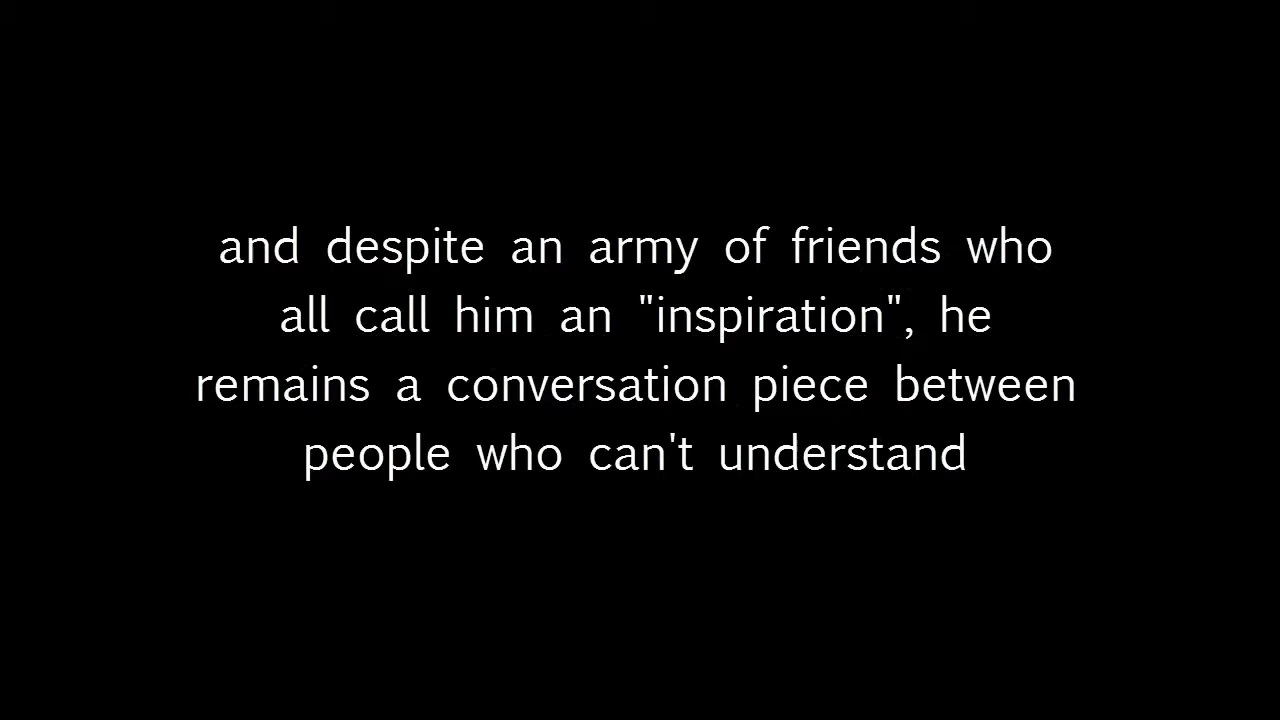 and despite an army of friends who
all call him an "inspiration", he
remains a conversation piece between
people who can't understand